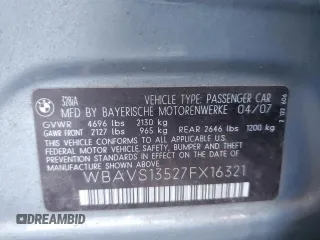 328iA
VEHICLE TYPE: PASSENGER CAR
MFD BY BAYERISCHE MOTORENWERKE 04/07
GVWR 4696 lbs 2130 kg
GAWR FRONT 2127 lbs 965 kg REAR 2646 lbs 1200 kg
THIS VEHICLE CONFORMS TO ALL APPLICABLE
FEDERAL MOTOR VEHICLE SAFETY, BUMPER AND THEFT
PREVENTION STANDARDS IN EFFECT ON THE DATE OF
MANUFACTURE SHOWN ABOVE.
WBAVS13527FX16321
DREAMBID